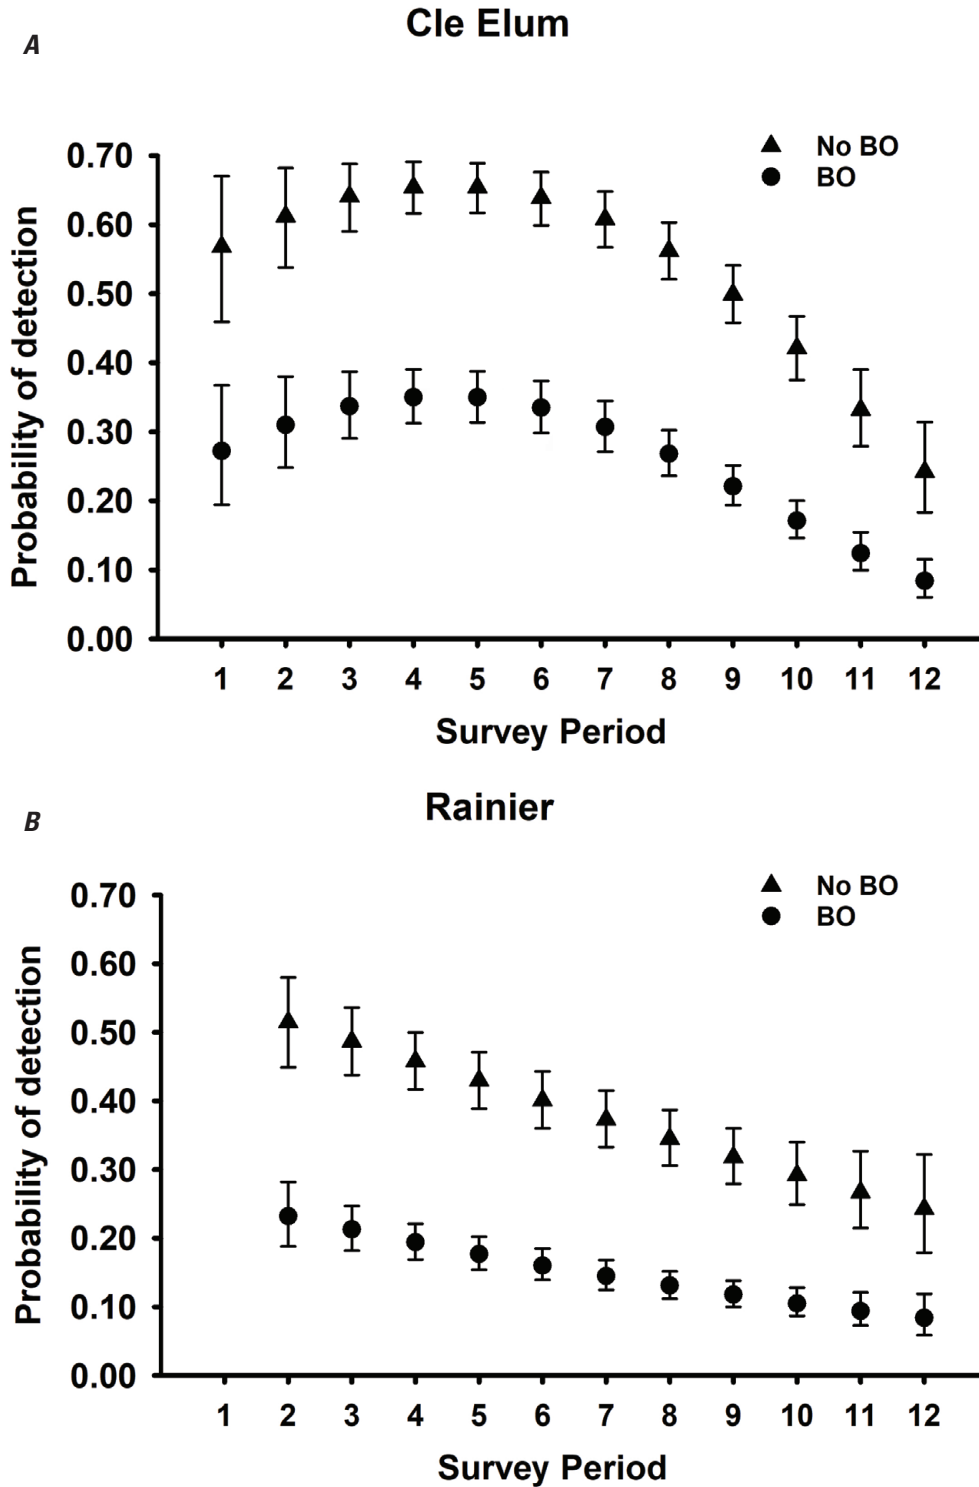 A
Cle Elum
No BO
BO
Probability of detection
0.70
0.60
0.50
0.40
0.30
0.20
0.10
0.00
1 2 3 4 5 6 7 8 9 10 11 12
Survey Period
B
Rainier
No BO
BO
Probability of detection
0.70
0.60
0.50
0.40
0.30
0.20
0.10
0.00
1 2 3 4 5 6 7 8 9 10 11 12
Survey Period